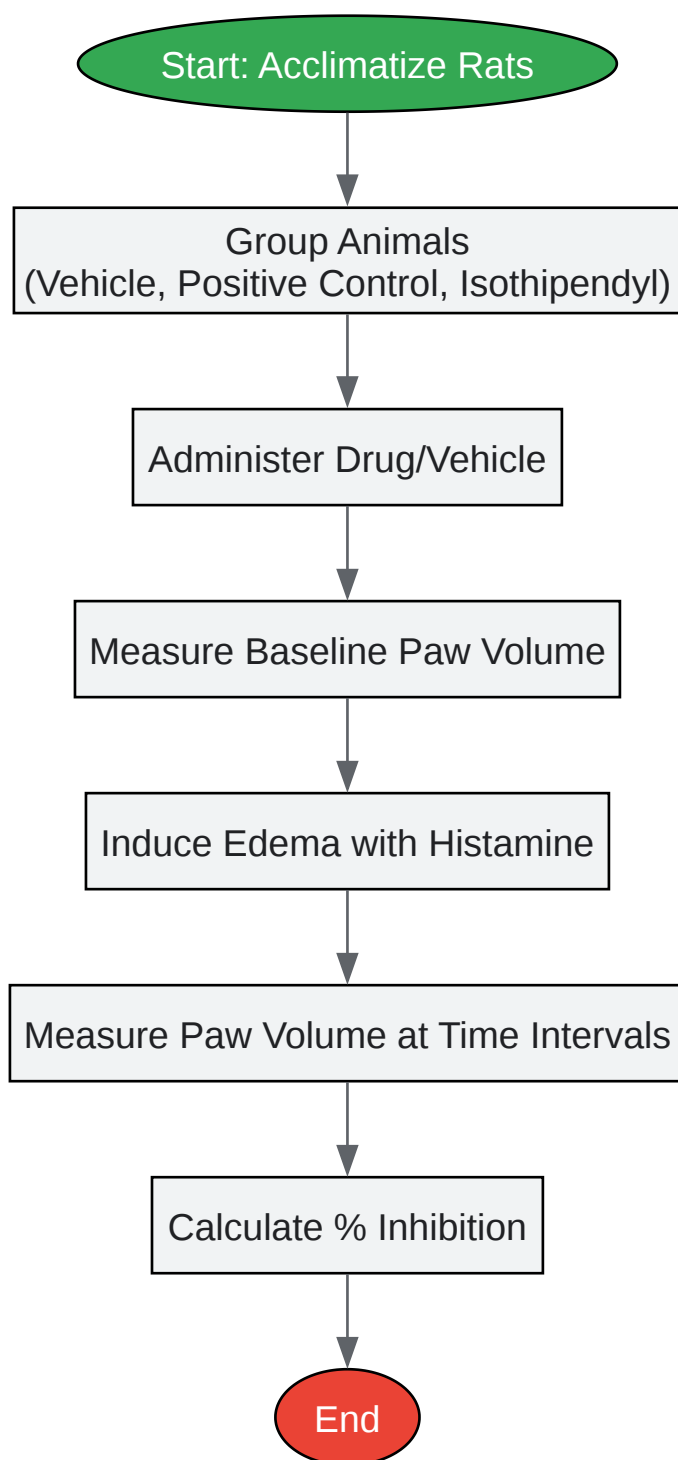 Start: Acclimatize Rats
Group Animals
(Vehicle, Positive Control, Isothipendyl)
Administer Drug/Vehicle
Measure Baseline Paw Volume
Induce Edema with Histamine
Measure Paw Volume at Time Intervals
Calculate % Inhibition
End